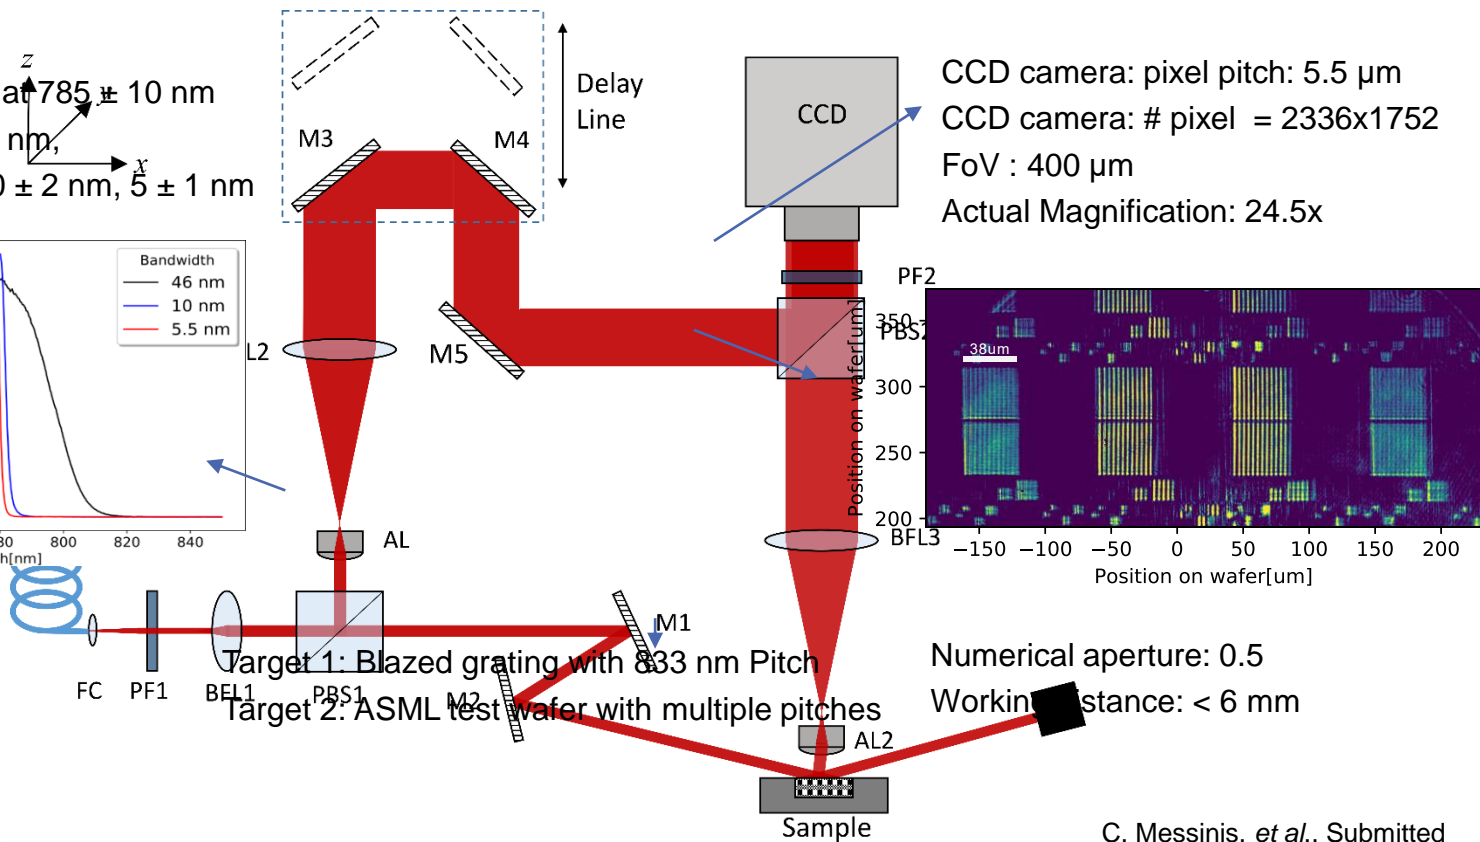 z
at 785 ± 10 nm
y
nm,
x
± 2 nm, 5 ± 1 nm
Bandwidth
46 nm
10 nm
5.5 nm
800
820
840
Delay
Line
M3
M4
L2
M5
AL
CCD
PF2
CCD camera: pixel pitch: 5.5 µm
CCD camera: # pixel = 2336x1752
FoV : 400 µm
Actual Magnification: 24.5x
38um
350
300
250
200
Position on wafer[um]
−150 −100 −50 0 50 100 150 200
Position on wafer[um]
BFL3
FC
PF1
BFL1
PBS1
M1
M2
Target 1: Blazed grating with 833 nm Pitch
Target 2: ASML test wafer with multiple pitches
Numerical aperture: 0.5
< 6 mm
AL2
Sample
C. Messinis, et al., Submitted